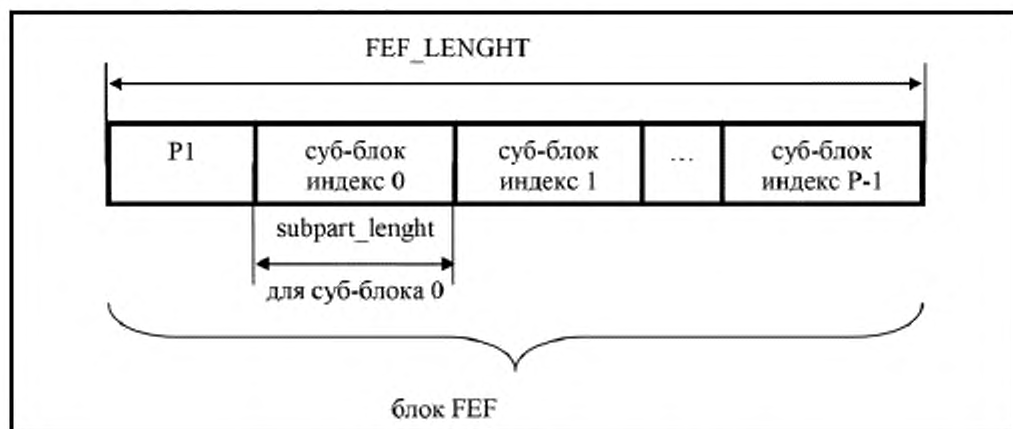 FEF_LENGHT
P1
суб-блок
индекс 0
суб-блок
индекс 1
...
суб-блок
индекс P-1
subpart_lenght
для суб-блока 0
блок FEF